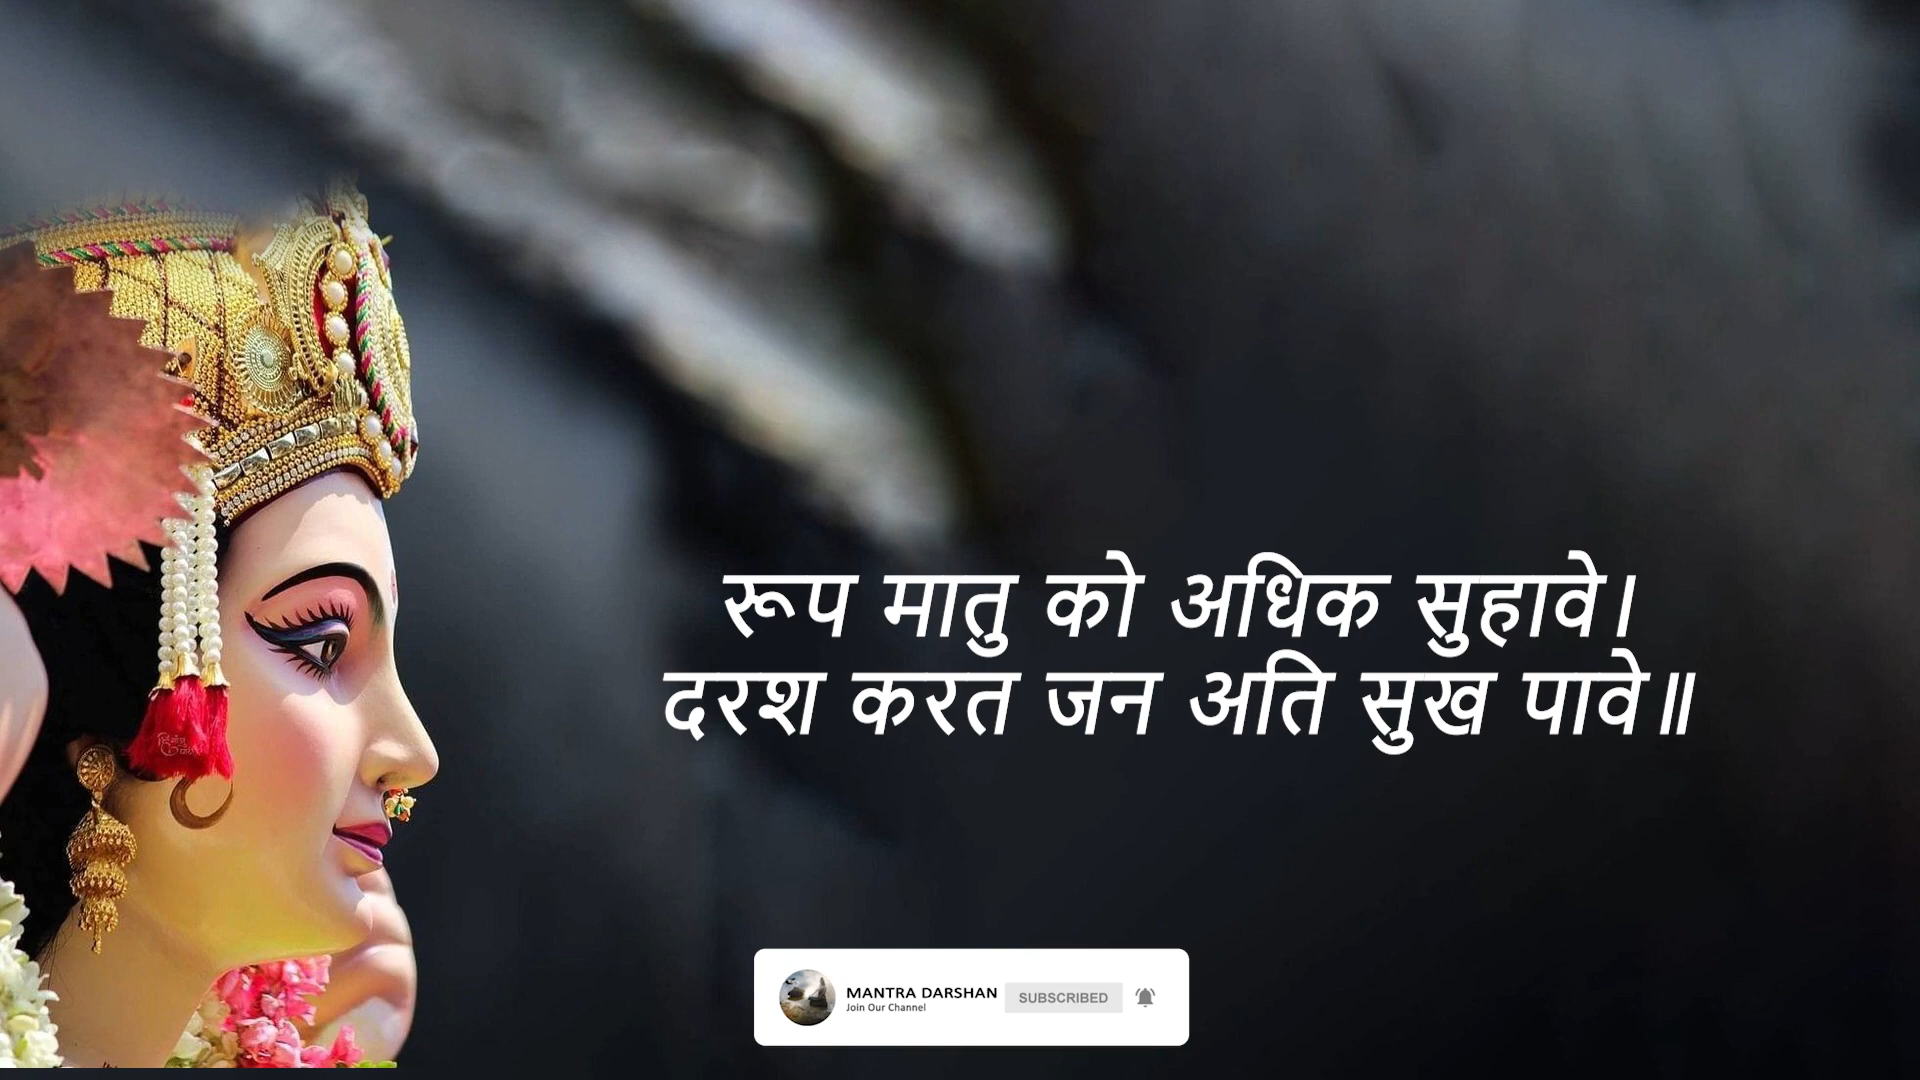 रूप मातु को अधिक सुहावे।
दरश करत जन अति सुख पावे॥
MANTRA DARSHAN
Join Our Channel
SUBSCRIBED